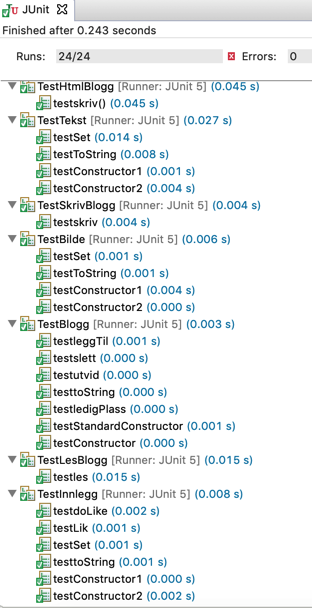 JUnit
Finished after 0.243 seconds
Runs: 24/24 Errors: 0
TestHtmlBlogg [Runner: JUnit 5] (0.045 s)
testskriv() (0.045 s)
TestTekst [Runner: JUnit 5] (0.027 s)
testSet (0.014 s)
testToString (0.008 s)
testConstructor1 (0.001 s)
testConstructor2 (0.004 s)
TestSkrivBlogg [Runner: JUnit 5] (0.004 s)
testskriv (0.004 s)
TestBilde [Runner: JUnit 5] (0.006 s)
testSet (0.001 s)
testToString (0.001 s)
testConstructor1 (0.004 s)
testConstructor2 (0.000 s)
TestBlogg [Runner: JUnit 5] (0.003 s)
testleggTil (0.001 s)
testslett (0.000 s)
testutvid (0.000 s)
testtoString (0.000 s)
testledigPlass (0.000 s)
testStandardConstructor (0.001 s)
testConstructor (0.000 s)
TestLesBlogg [Runner: JUnit 5] (0.015 s)
testles (0.015 s)
TestInnlegg [Runner: JUnit 5] (0.008 s)
testdoLike (0.002 s)
testLik (0.001 s)
testSet (0.001 s)
testtoString (0.001 s)
testConstructor1 (0.000 s)
testConstructor2 (0.002 s)